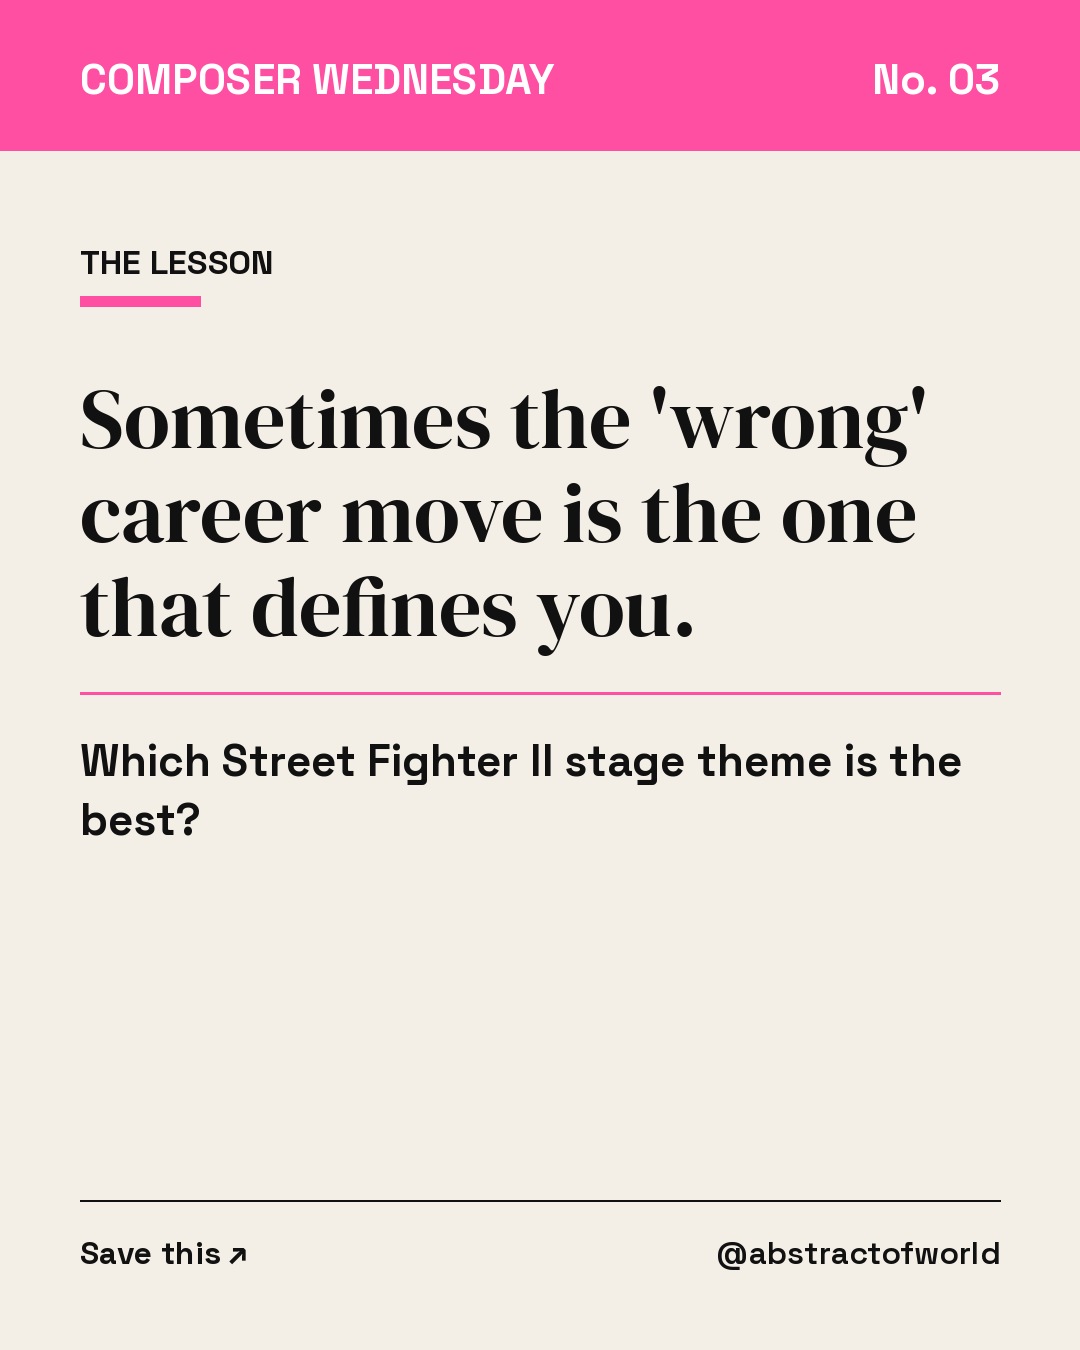 COMPOSER WEDNESDAY
No. 03
THE LESSON
Sometimes the 'wrong'
career move is the one
that defines you.
Which Street Fighter II stage theme is the
best?
Save this ↗
@abstractofworld